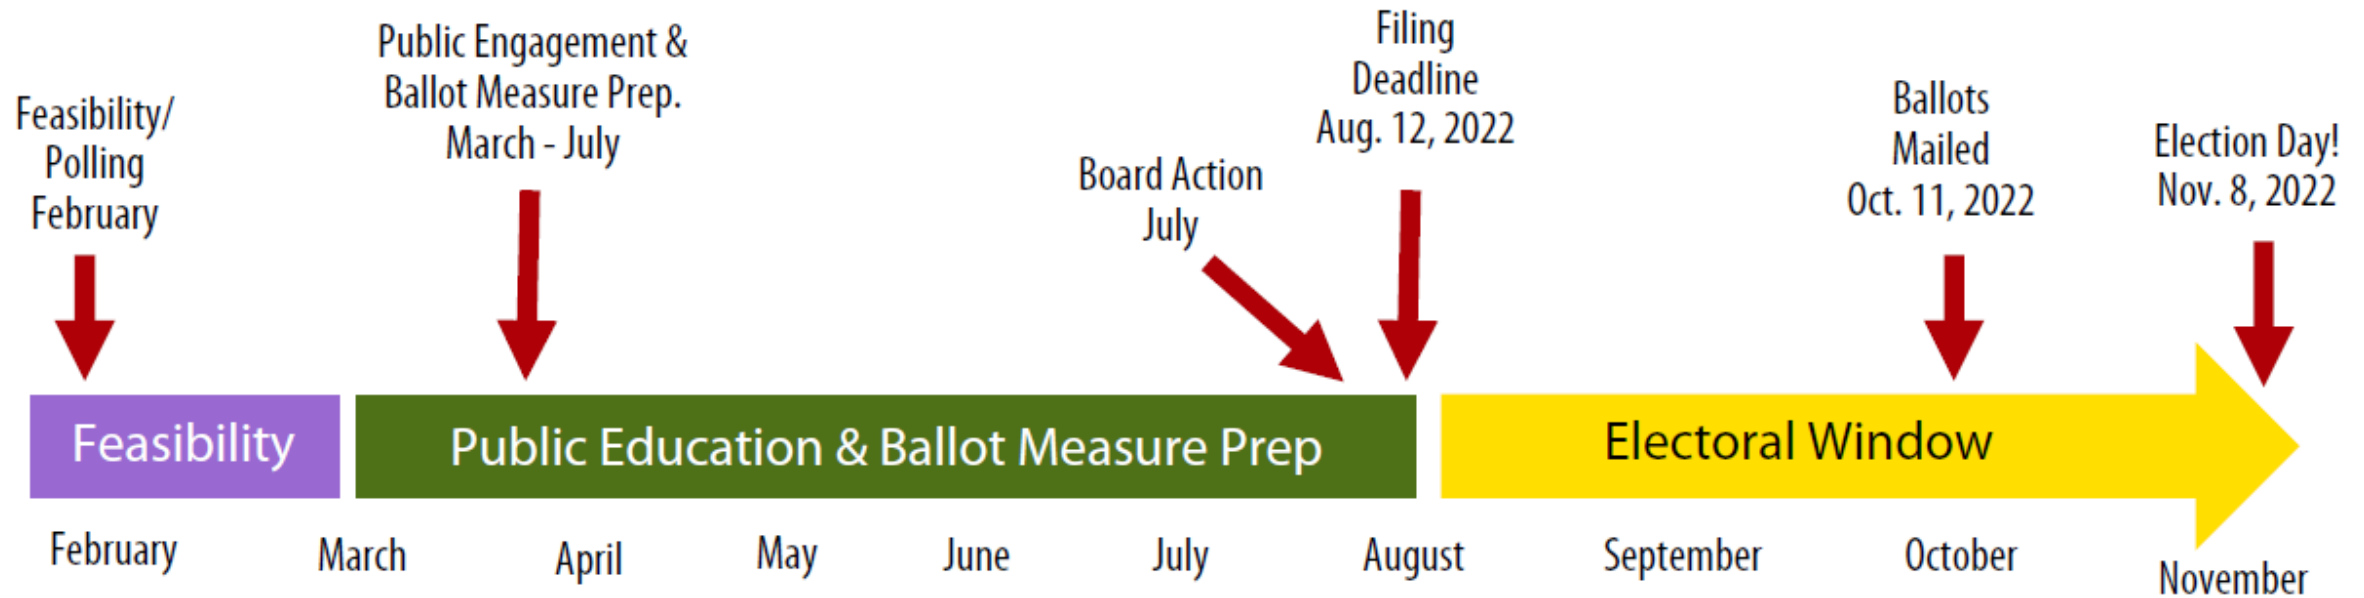 Feasibility/
Polling
February
Public Engagement &
Ballot Measure Prep.
March - July
Board Action
July
Filing
Deadline
Aug. 12, 2022
Ballots
Mailed
Oct. 11, 2022
Election Day!
Nov. 8, 2022
Feasibility
Public Education & Ballot Measure Prep
Electoral Window
February
March
April
May
June
July
August
September
October
November